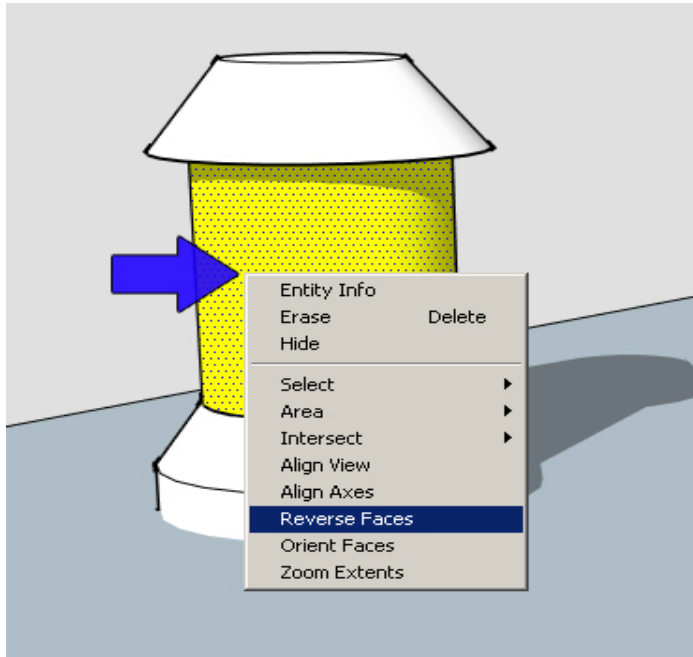 Entity Info
Erase Delete
Hide
Select
Area
Intersect
Align View
Align Axes
Reverse Faces
Orient Faces
Zoom Extents